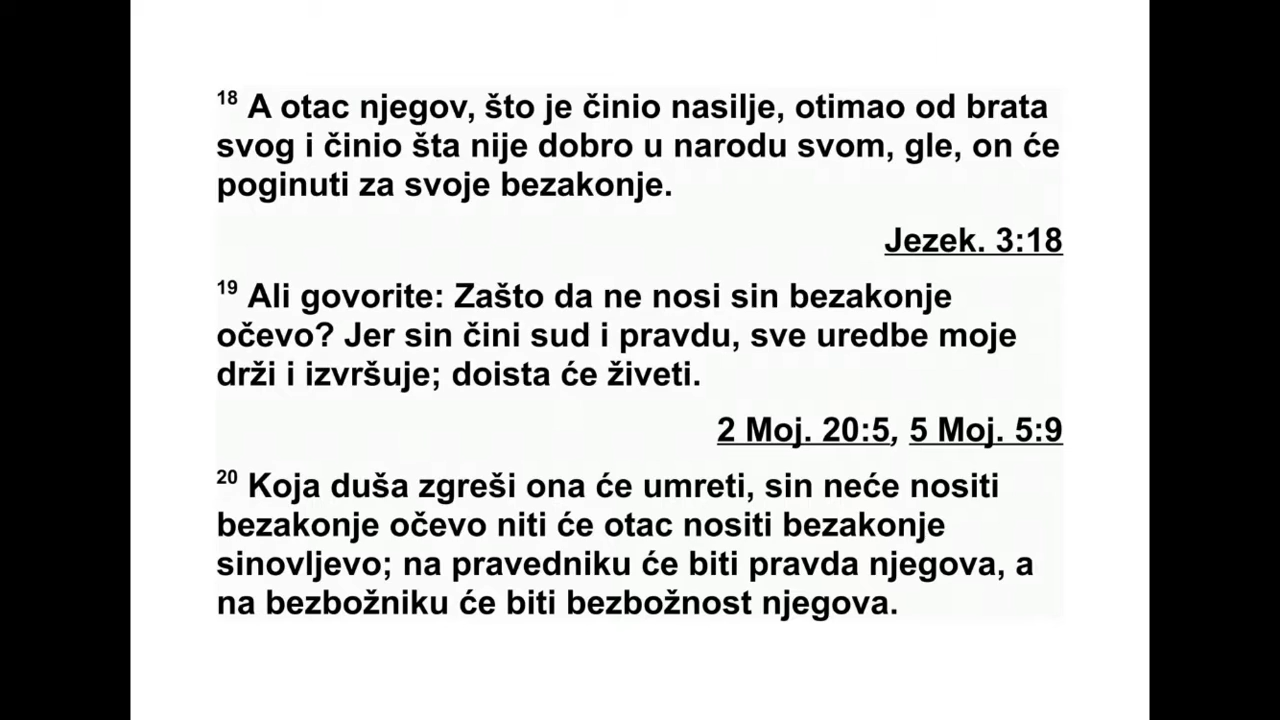 18 A otac njegov, što je činio nasilje, otimao od brata
svog i činio šta nije dobro u narodu svom, gle, on će
poginuti za svoje bezakonje.
Jezek. 3:18
19 Ali govorite: Zašto da ne nosi sin bezakonje
očevo? Jer sin čini sud i pravdu, sve uredbe moje
drži i izvršuje; doista će živeti.
2 Moj. 20:5, 5 Moj. 5:9
20 Koja duša zgreši ona će umreti, sin neće nositi
bezakonje očevo niti će otac nositi bezakonje
sinovljevo; na pravedniku će biti pravda njegova, a
na bezbožniku će biti bezbožnost njegova.